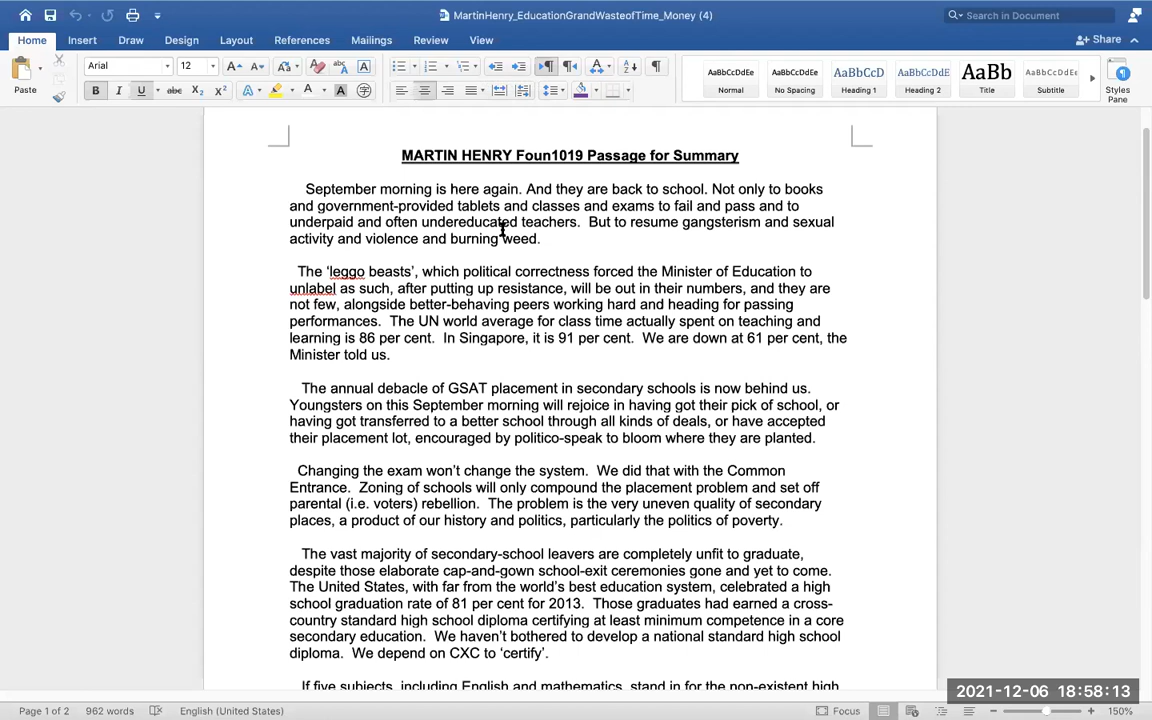 MartinHenry_EducationGrandWasteofTime_Money (4)
Search in Document
Home Insert Draw Design Layout References Mailings Review View
Share
Paste
Arial 12
AaBbCcDdEe AaBbCcDdEe AaBbCcD AaBbCcDdE AaBb AaBbCcDdEe
Normal No Spacing Heading 1 Heading 2 Title Subtitle
Styles Pane
MARTIN HENRY Foun1019 Passage for Summary
September morning is here again. And they are back to school. Not only to books
and government-provided tablets and classes and exams to fail and pass and to
underpaid and often undereducated teachers. But to resume gangsterism and sexual
activity and violence and burning weed.
The ‘leggo beasts’, which political correctness forced the Minister of Education to
unlabel as such, after putting up resistance, will be out in their numbers, and they are
not few, alongside better-behaving peers working hard and heading for passing
performances. The UN world average for class time actually spent on teaching and
learning is 86 per cent. In Singapore, it is 91 per cent. We are down at 61 per cent, the
Minister told us.
The annual debacle of GSAT placement in secondary schools is now behind us.
Youngsters on this September morning will rejoice in having got their pick of school, or
having got transferred to a better school through all kinds of deals, or have accepted
their placement lot, encouraged by politico-speak to bloom where they are planted.
Changing the exam won’t change the system. We did that with the Common
Entrance. Zoning of schools will only compound the placement problem and set off
parental (i.e. voters) rebellion. The problem is the very uneven quality of secondary
places, a product of our history and politics, particularly the politics of poverty.
The vast majority of secondary-school leavers are completely unfit to graduate,
despite those elaborate cap-and-gown school-exit ceremonies gone and yet to come.
The United States, with far from the world’s best education system, celebrated a high
school graduation rate of 81 per cent for 2013. Those graduates had earned a cross-
country standard high school diploma certifying at least minimum competence in a core
secondary education. We haven’t bothered to develop a national standard high school
diploma. We depend on CXC to ‘certify’.
If five subjects, including English and mathematics, stand in for the non-existent high
2021-12-06 18:58:13
Page 1 of 2 962 words English (United States) Focus 150%